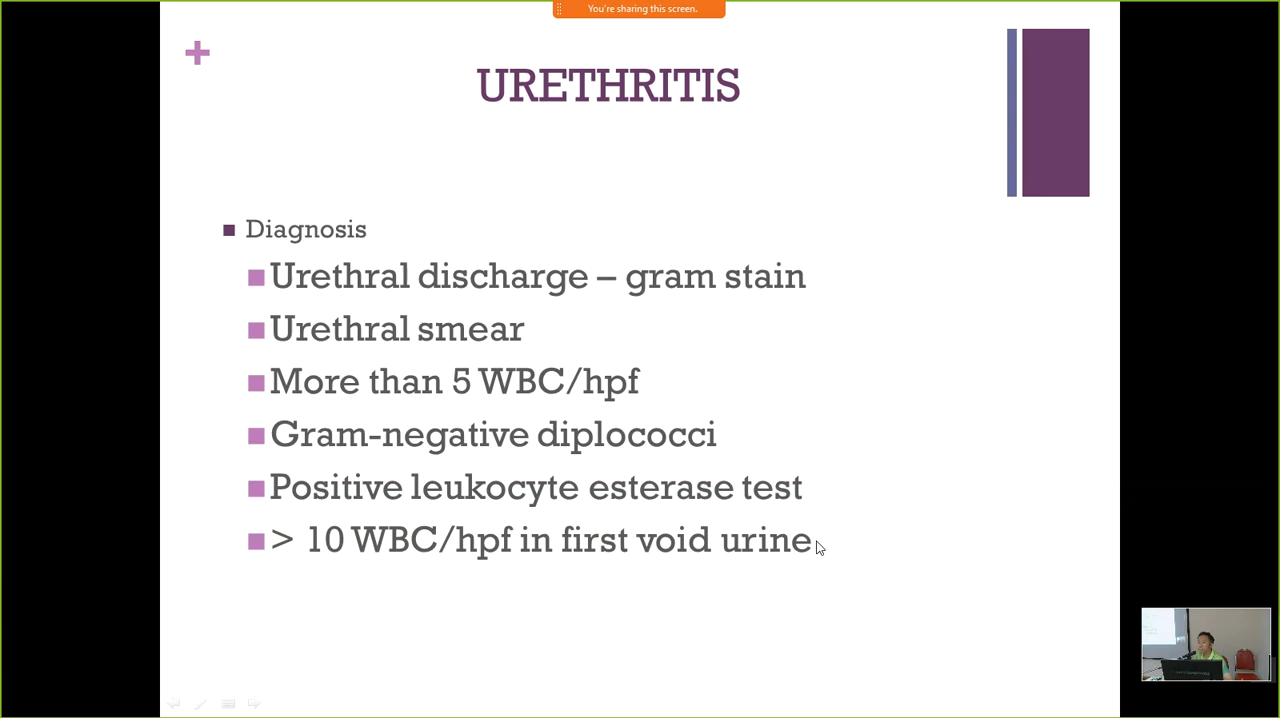 You're sharing this screen.
+
URETHRITIS
Diagnosis
Urethral discharge – gram stain
Urethral smear
More than 5 WBC/hpf
Gram-negative diplococci
Positive leukocyte esterase test
> 10 WBC/hpf in first void urine